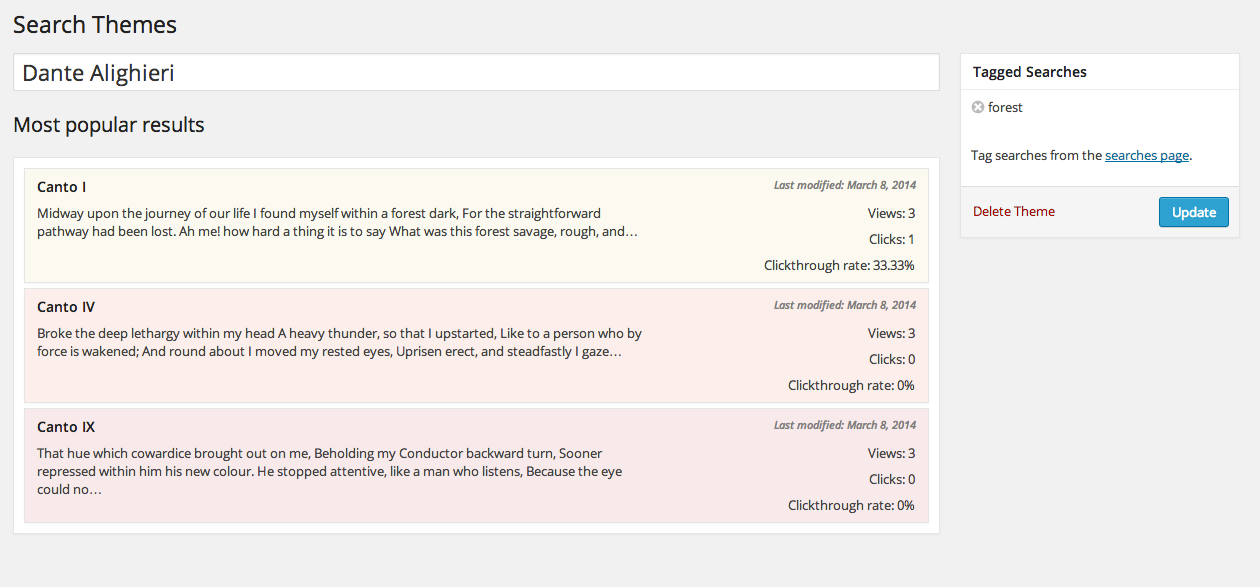 Search Themes
Dante Alighieri
Most popular results
Canto I
Last modified: March 8, 2014
Midway upon the journey of our life I found myself within a forest dark, For the straightforward
pathway had been lost. Ah me! how hard a thing it is to say What was this forest savage, rough, and…
Views: 3
Clicks: 1
Clickthrough rate: 33.33%
Canto IV
Last modified: March 8, 2014
Broke the deep lethargy within my head A heavy thunder, so that I upstarted, Like to a person who by
force is wakened; And round about I moved my rested eyes, Uprisen erect, and steadfastly I gaze…
Views: 3
Clicks: 0
Clickthrough rate: 0%
Canto IX
Last modified: March 8, 2014
That hue which cowardice brought out on me, Beholding my Conductor backward turn, Sooner
repressed within him his new colour. He stopped attentive, like a man who listens, Because the eye
could no…
Views: 3
Clicks: 0
Clickthrough rate: 0%
Tagged Searches
forest
Tag searches from the searches page.
Delete Theme
Update